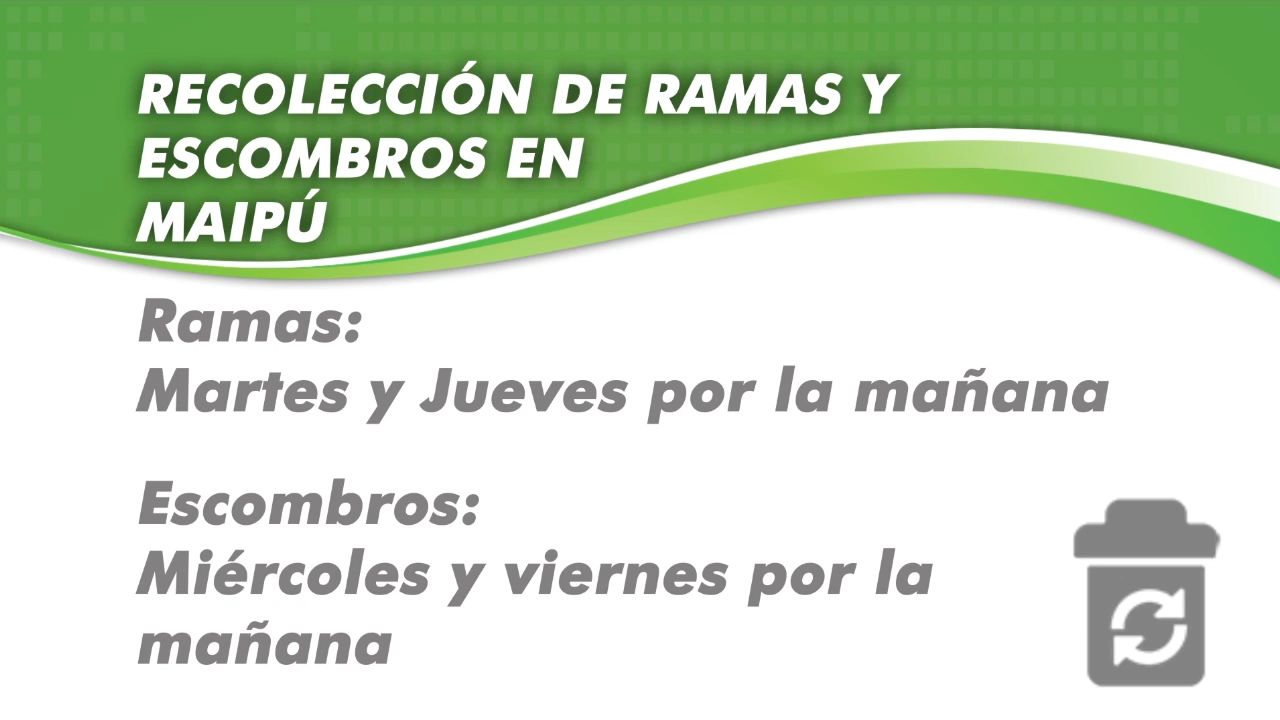 RECOLECCIÓN DE RAMAS Y
ESCOMBROS EN
MAIPÚ
Ramas:
Martes y Jueves por la mañana
Escombros:
Miércoles y viernes por la
mañana